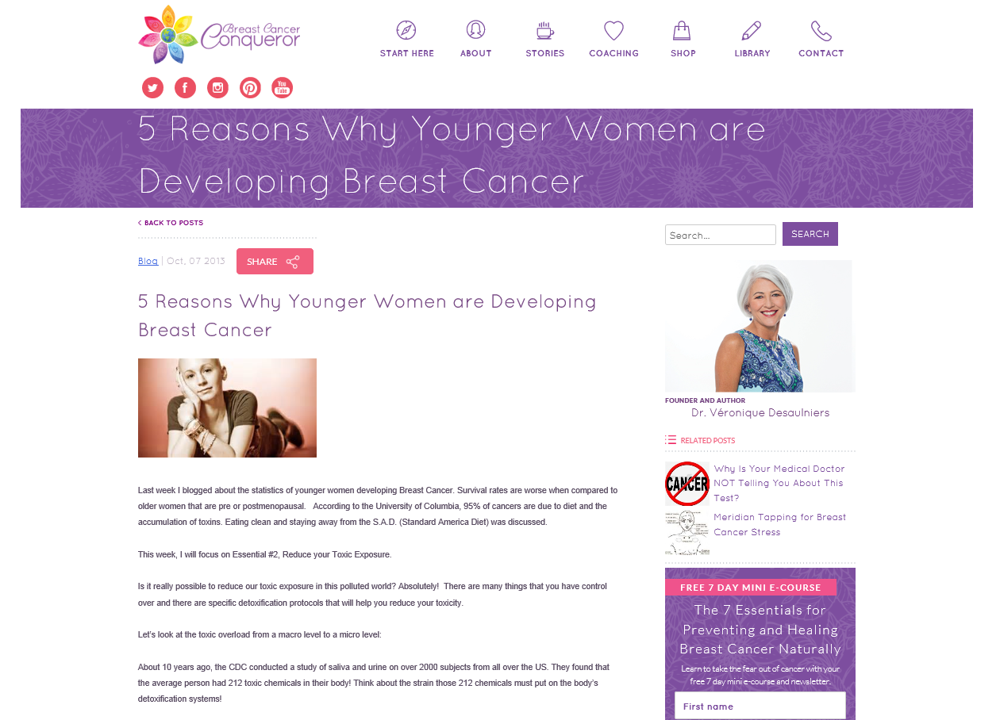 Breast Cancer
Conqueror
START HERE
ABOUT
STORIES
COACHING
SHOP
LIBRARY
CONTACT
You
Tube
5 Reasons Why Younger Women are
Developing Breast Cancer
< BACK TO POSTS
Blog | Oct, 07 2013
SHARE
5 Reasons Why Younger Women are Developing
Breast Cancer
Last week I blogged about the statistics of younger women developing Breast Cancer. Survival rates are worse when compared to
older women that are pre or postmenopausal.   According to the University of Columbia, 95% of cancers are due to diet and the
accumulation of toxins. Eating clean and staying away from the S.A.D. (Standard America Diet) was discussed.
This week, I will focus on Essential #2, Reduce your Toxic Exposure.
Is it really possible to reduce our toxic exposure in this polluted world? Absolutely!  There are many things that you have control
over and there are specific detoxification protocols that will help you reduce your toxicity.
Let's look at the toxic overload from a macro level to a micro level:
About 10 years ago, the CDC conducted a study of saliva and urine on over 2000 subjects from all over the US. They found that
the average person had 212 toxic chemicals in their body! Think about the strain those 212 chemicals must put on the body's
detoxification systems!
Search...
SEARCH
FOUNDER AND AUTHOR
Dr. Véronique Desaulniers
RELATED POSTS
CANCER
Why Is Your Medical Doctor
NOT Telling You About This
Test?
Meridian Tapping for Breast
Cancer Stress
FREE 7 DAY MINI E-COURSE
The 7 Essentials for
Preventing and Healing
Breast Cancer Naturally
Learn to take the fear out of cancer with your
free 7 day mini e-course and newsletter.
First name